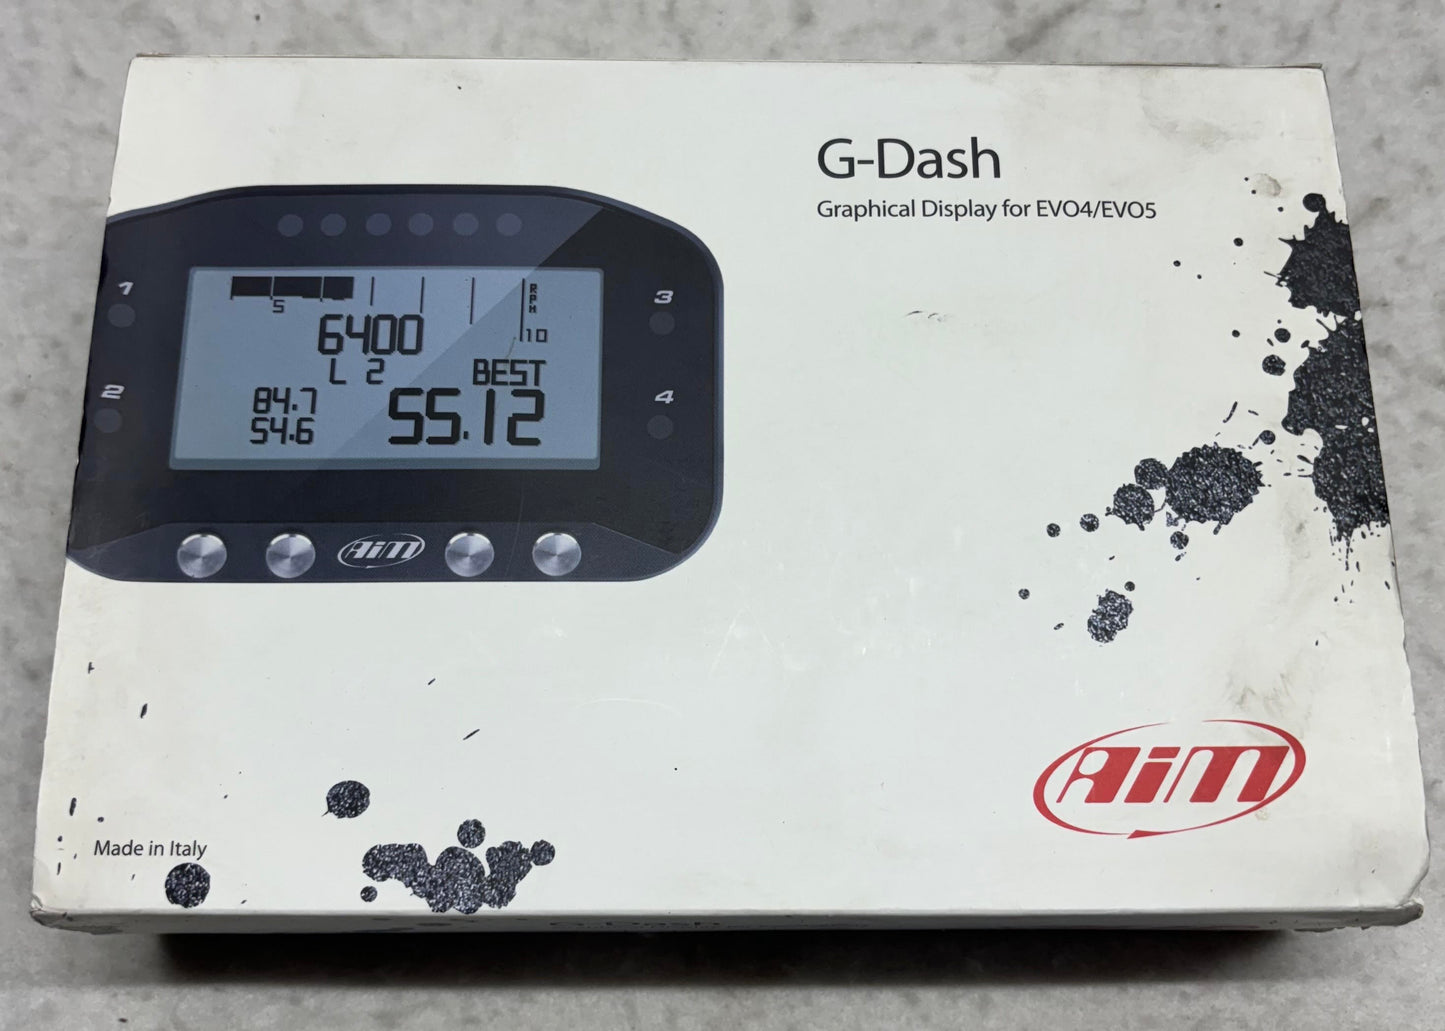 G-Dash
Graphical Display for EVO4/EVO5
1
2
3
4
5
RPM
10
6400
L 2
BEST
84.7
54.6
55.12
AiM
AiM
Made in Italy
G-Dash